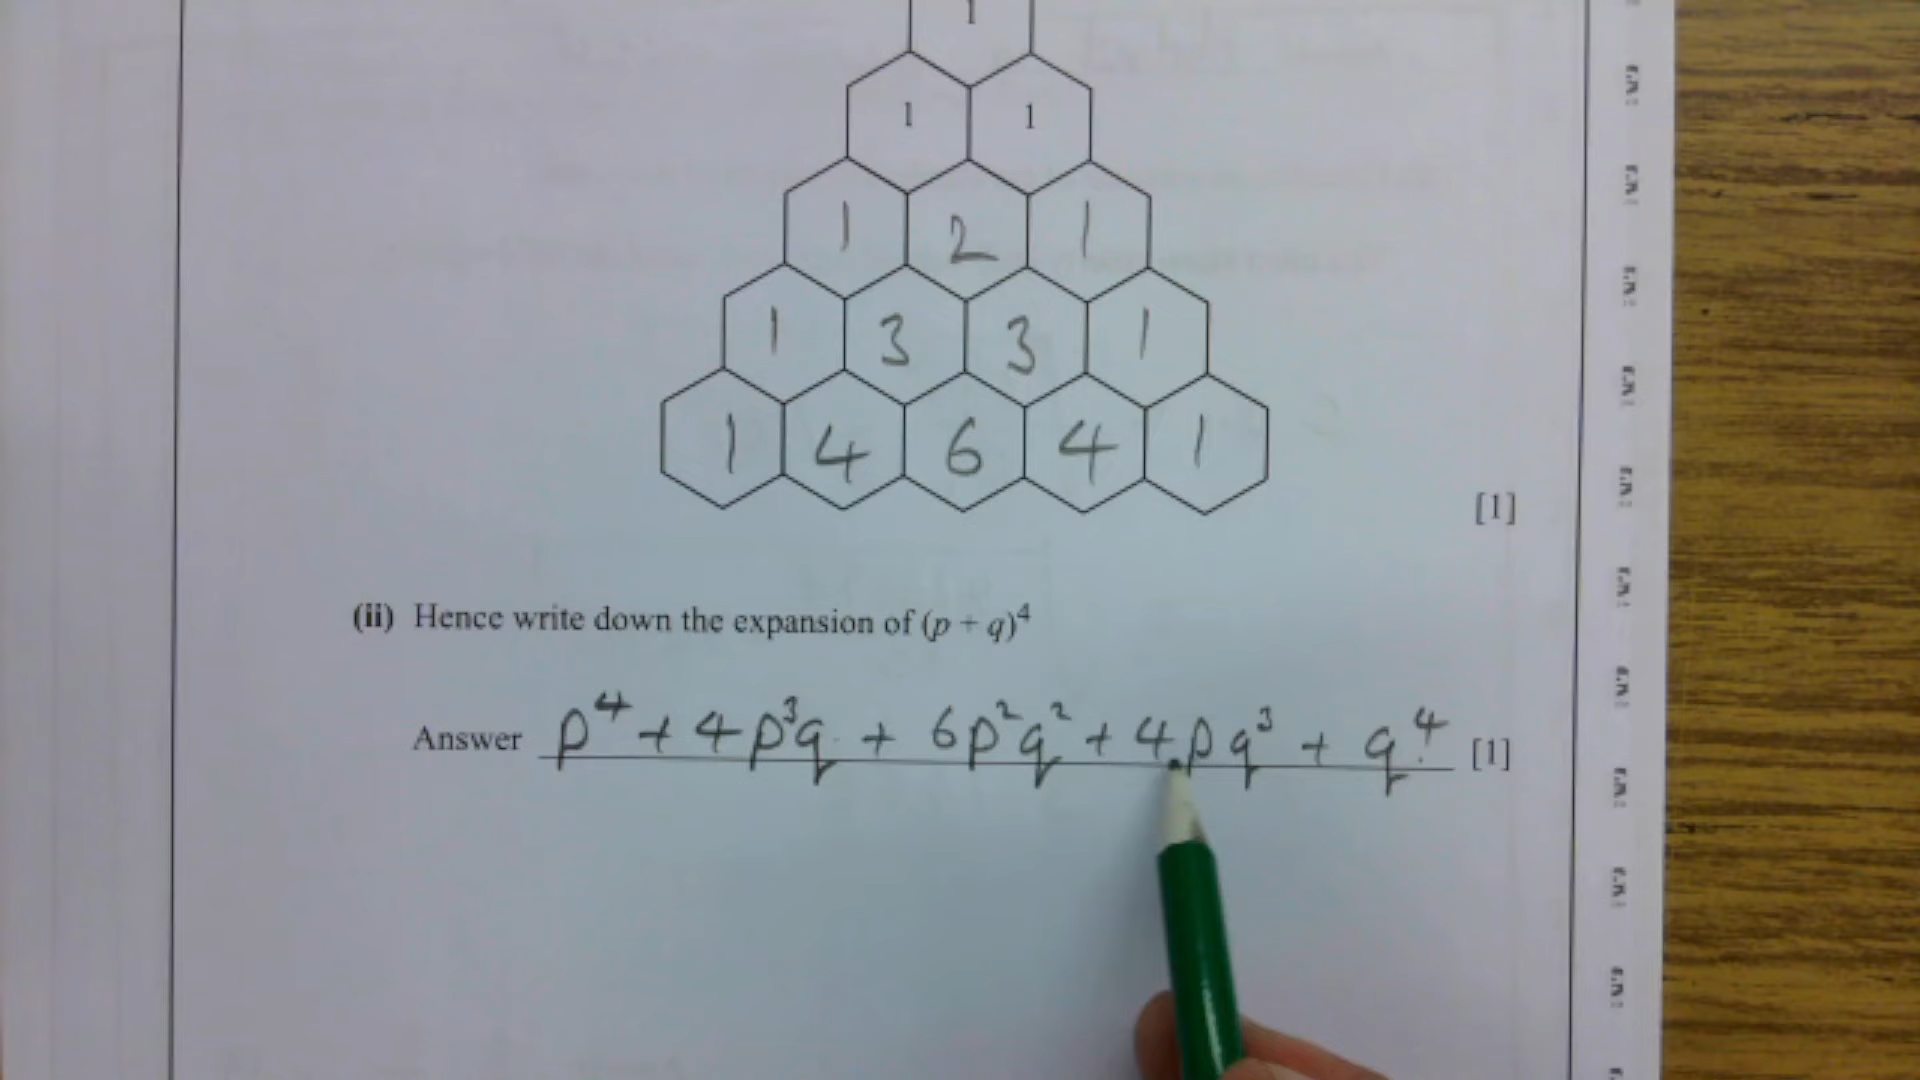 1
1 1
1 2 1
1 3 3 1
1 4 6 4 1
[1]
(ii) Hence write down the expansion of (p + q)⁴
Answer p⁴ + 4p³q + 6p²q² + 4pq³ + q⁴ [1]